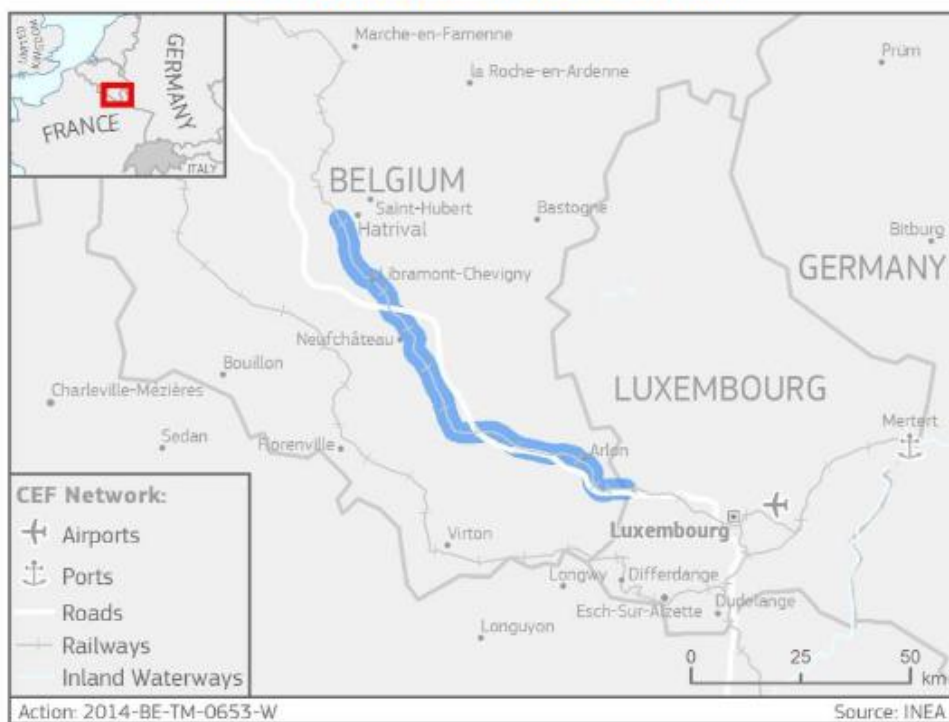 UNITED
KINGDOM
GERMANY
FRANCE
ITALY
Marche-en-Famenne
la Roche-en-Ardenne
Prüm
BELGIUM
Saint-Hubert
Hatrival
Bastogne
Bitburg
GERMANY
Libramont-Chevigny
Neufchâteau
Bouillon
Charleville-Mézières
LUXEMBOURG
Mertert
Sedan
Florenville
Arlon
CEF Network:
Airports
Ports
Roads
Railways
Inland Waterways
Luxembourg
Virton
Longwy
Differdange
Esch-Sur-Alzette
Dudelange
Longuyon
0 25 50
km
Action: 2014-BE-TM-0653-W
Source: INEA